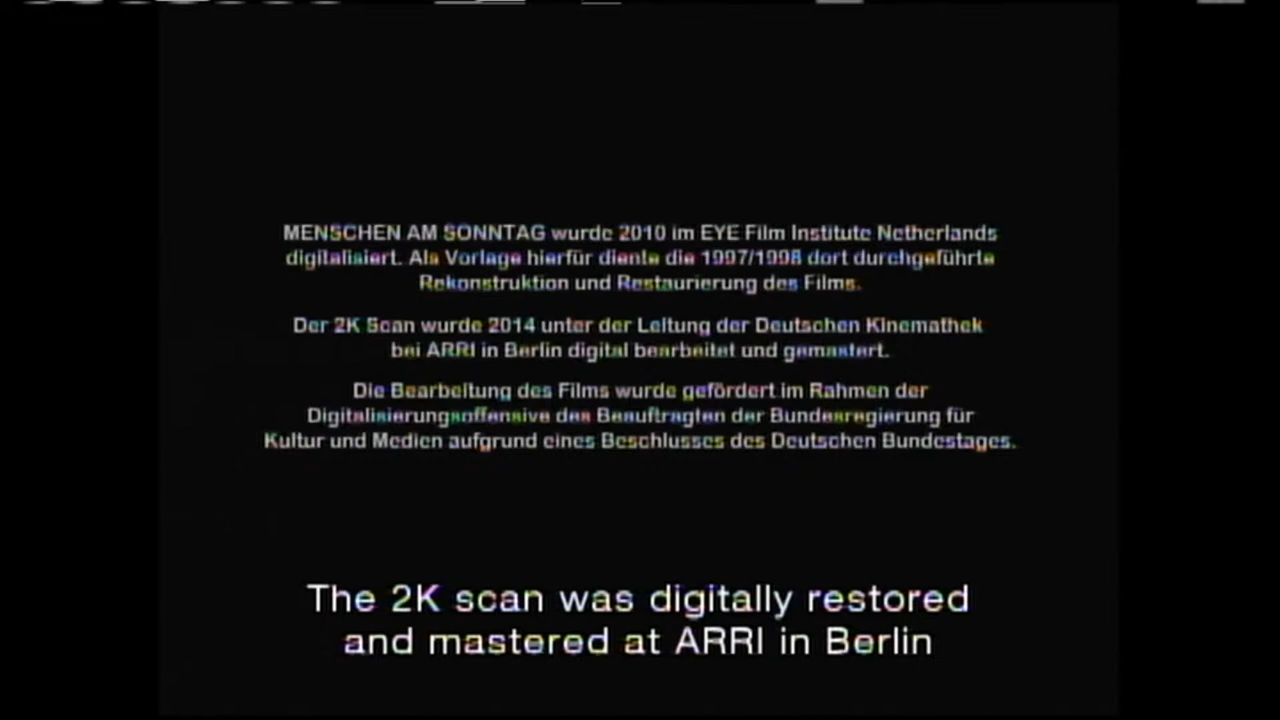 MENSCHEN AM SONNTAG wurde 2010 im EYE Film Institute Netherlands
digitalisiert. Als Vorlage hierfür diente die 1997/1998 dort durchgeführte
Rekonstruktion und Restaurierung des Films.
Der 2K Scan wurde 2014 unter der Leitung der Deutschen Kinemathek
bei ARRI in Berlin digital bearbeitet und gemastert.
Die Bearbeitung des Films wurde gefördert im Rahmen der
Digitalisierungsoffensive des Beauftragten der Bundesregierung für
Kultur und Medien aufgrund eines Beschlusses des Deutschen Bundestages.
The 2K scan was digitally restored
and mastered at ARRI in Berlin